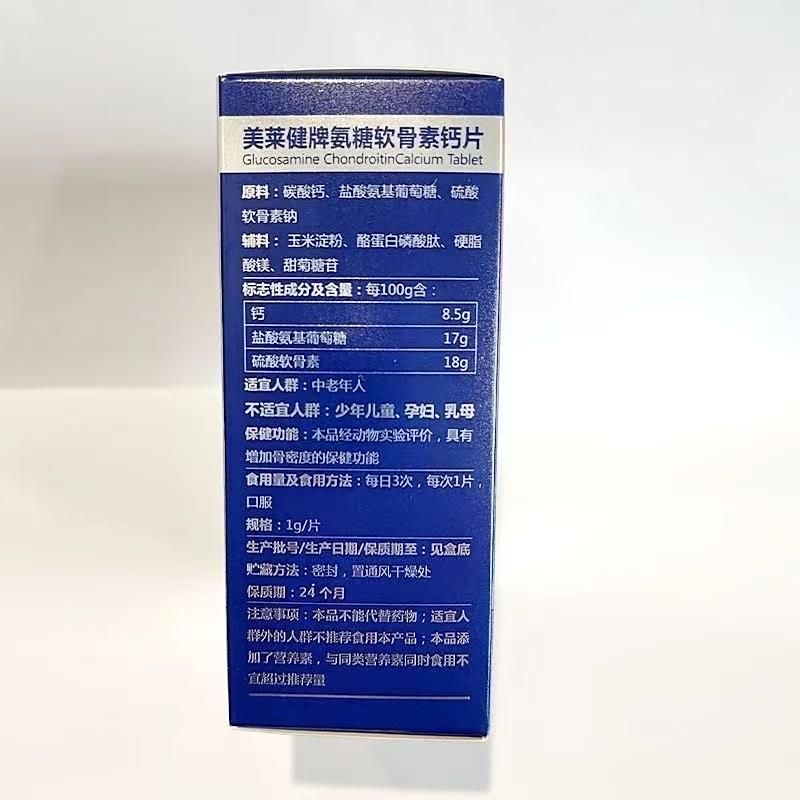 美莱健牌氨糖软骨素钙片
Glucosamine ChondroitinCalcium Tablet
原料：碳酸钙、盐酸氨基葡萄糖、硫酸
软骨素钠
辅料： 玉米淀粉、酪蛋白磷酸肽、硬脂
酸镁、甜菊糖苷
标志性成分及含量：每100g含：
钙 8.5g
盐酸氨基葡萄糖 17g
硫酸软骨素 18g
适宜人群：中老年人
不适宜人群：少年儿童、孕妇、乳母
保健功能：本品经动物实验评价，具有
增加骨密度的保健功能
食用量及食用方法：每日3次，每次1片，
口服
规格：1g/片
生产批号/生产日期/保质期至：见盒底
贮藏方法：密封，置通风干燥处
保质期：24个月
注意事项：本品不能代替药物；适宜人
群外的人群不推荐食用本产品；本品添
加了营养素，与同类营养素同时食用不
宜超过推荐量